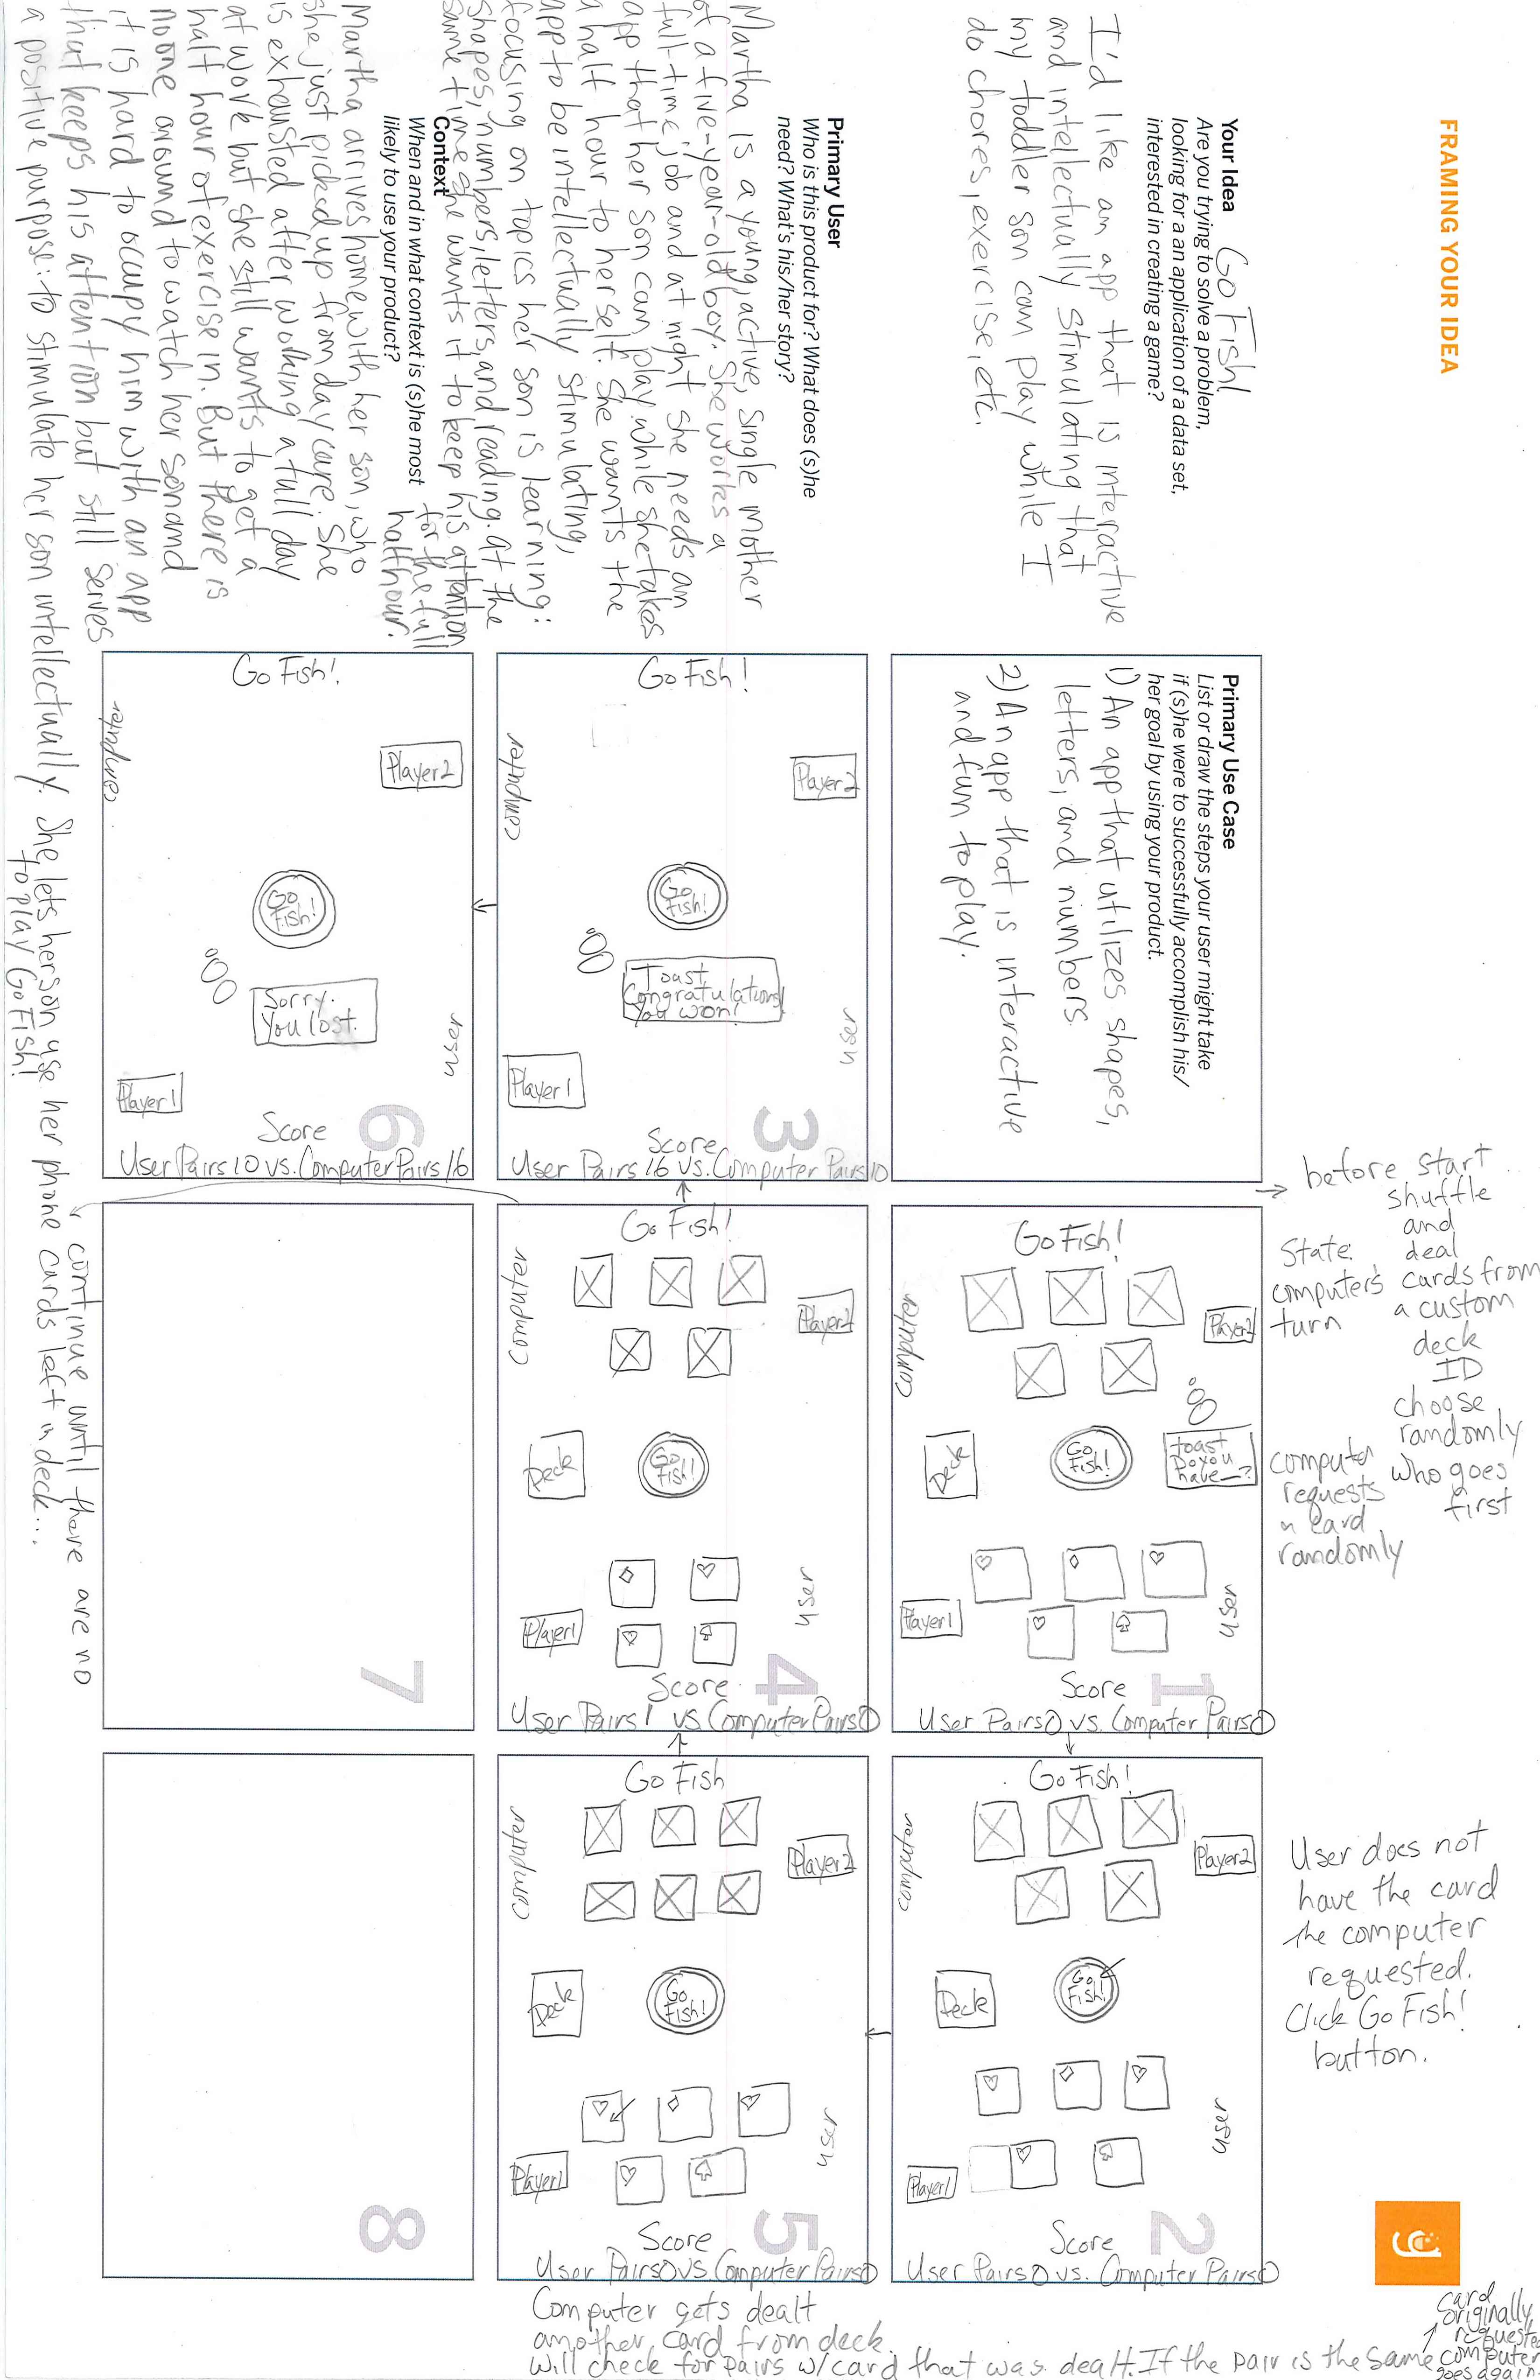 FRAMING YOUR IDEA
Your Idea Go Fish!
Are you trying to solve a problem,
looking for a an application of a data set,
interested in creating a game?
I'd like an app that is interactive
and intellectually stimulating that
my toddler son can play while I
do chores, exercise, etc.
Primary User
Who is this product for? What does (s)he
need? What's his/her story?
Martha is a young, active, single mother
of a five-year-old boy. She works a
full-time job and at night she needs an
app that her son can play while she takes
a half hour to herself. She wants the
app to be intellectually stimulating,
focusing on topics her son is learning:
shapes, numbers, letters, and reading. at the
same time she wants it to keep his attention
for the full
half hour.
Context
When and in what context is (s)he most
likely to use your product?
Martha arrives home with her son, who
she just picked up from day care. She
is exhausted after working a full day
at work but she still wants to get a
half hour of exercise in. But there is
noone around to watch her son and
it is hard to occupy him with an app
that keeps his attention but still serves
a positive purpose: to stimulate her son intellectually. She lets her son use her phone
to play Go Fish!
Primary Use Case
List or draw the steps your user might take
if (s)he were to successfully accomplish his/
her goal by using your product.
1) An app that utilizes shapes,
letters, and numbers.
2) An app that is interactive
and fun to play.
before start
shuffle
and
deal
cards from
a custom
deck
ID
choose
randomly
who goes
first
State:
computer's
turn
computer
requests
a card
randomly
1
Go Fish!
computer
Player2
Deck
Go
Fish!
toast
Do you
have __?
user
Player1
Score
User Pairs 0 vs. Computer Pairs 0
2
Go Fish!
computer
Player2
Deck
Go
Fish!
user
Player1
Score
User Pairs 0 vs. Computer Pairs 0
User does not
have the card
the computer
requested.
Click Go Fish!
button.
3
Go Fish!
computer
Player2
Go
Fish!
Toast
Congratulations!
You won!
user
Player1
Score
User Pairs 16 vs. Computer Pairs 10
4
Go Fish!
computer
Player2
Deck
Go
Fish!
user
Player1
Score
User Pairs 1 vs Computer Pairs 0
5
Go Fish
computer
Player2
Deck
Go
Fish!
user
Player1
Score
User Pairs 0 vs Computer Pairs 0
Computer gets dealt
another card from deck.
Will check for pairs w/card that was dealt. If the pair is the same
card
originally
requested
computer
goes again
6
Go Fish!
computer
Player2
Go
Fish!
Sorry.
You lost.
user
Player1
Score
User Pairs 10 vs. Computer Pairs 16
7
continue until there are no
cards left in deck...
8